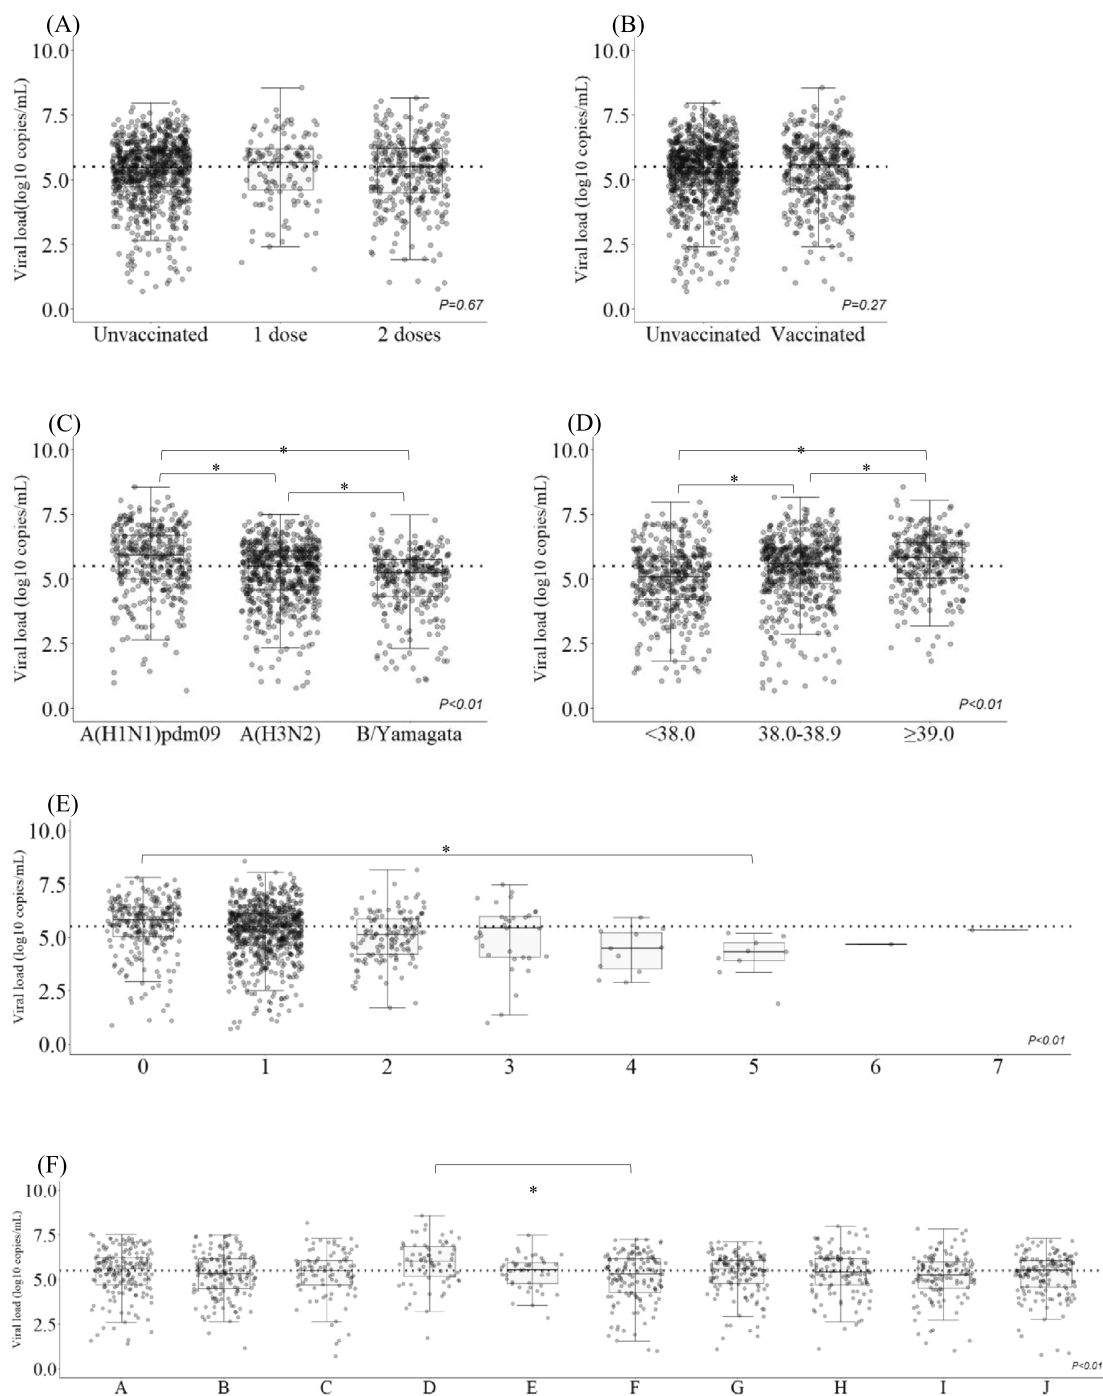 (A)
(B)
Viral load(log10 copies/mL)
10.0
7.5
5.0
2.5
0.0
P=0.67
Unvaccinated 1 dose 2 doses
Viral load (log10 copies/mL)
10.0
7.5
5.0
2.5
0.0
P=0.27
Unvaccinated Vaccinated
(C)
(D)
Viral load (log10 copies/mL)
10.0
7.5
5.0
2.5
0.0
*
*
*
P<0.01
A(H1N1)pdm09 A(H3N2) B/Yamagata
Viral load (log10 copies/mL)
10.0
7.5
5.0
2.5
0.0
*
*
*
P<0.01
<38.0 38.0-38.9 ≥39.0
(E)
Viral load (log10 copies/mL)
10.0
7.5
5.0
2.5
0.0
*
P<0.01
0 1 2 3 4 5 6 7
(F)
Viral load (log10 copies/mL)
10.0
7.5
5.0
2.5
0.0
*
P<0.01
A B C D E F G H I J